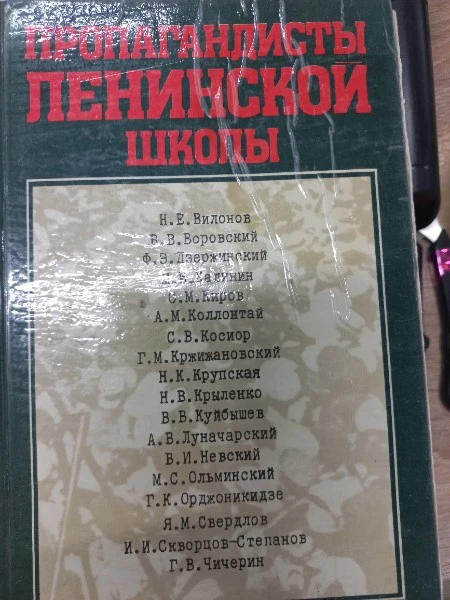 ПРОПАГАНДИСТЫ
ЛЕНИНСКОЙ
ШКОЛЫ
Н.Е.Вилонов
В.В.Воровский
Ф.Э.Дзержинский
М.И.Калинин
С.М.Киров
А.М.Коллонтай
С.В.Косиор
Г.М.Кржижановский
Н.К.Крупская
Н.В.Крыленко
В.В.Куйбышев
А.В.Луначарский
В.И.Невский
М.С.Ольминский
Г.К.Орджоникидзе
Я.М.Свердлов
И.И.Скворцов-Степанов
Г.В.Чичерин